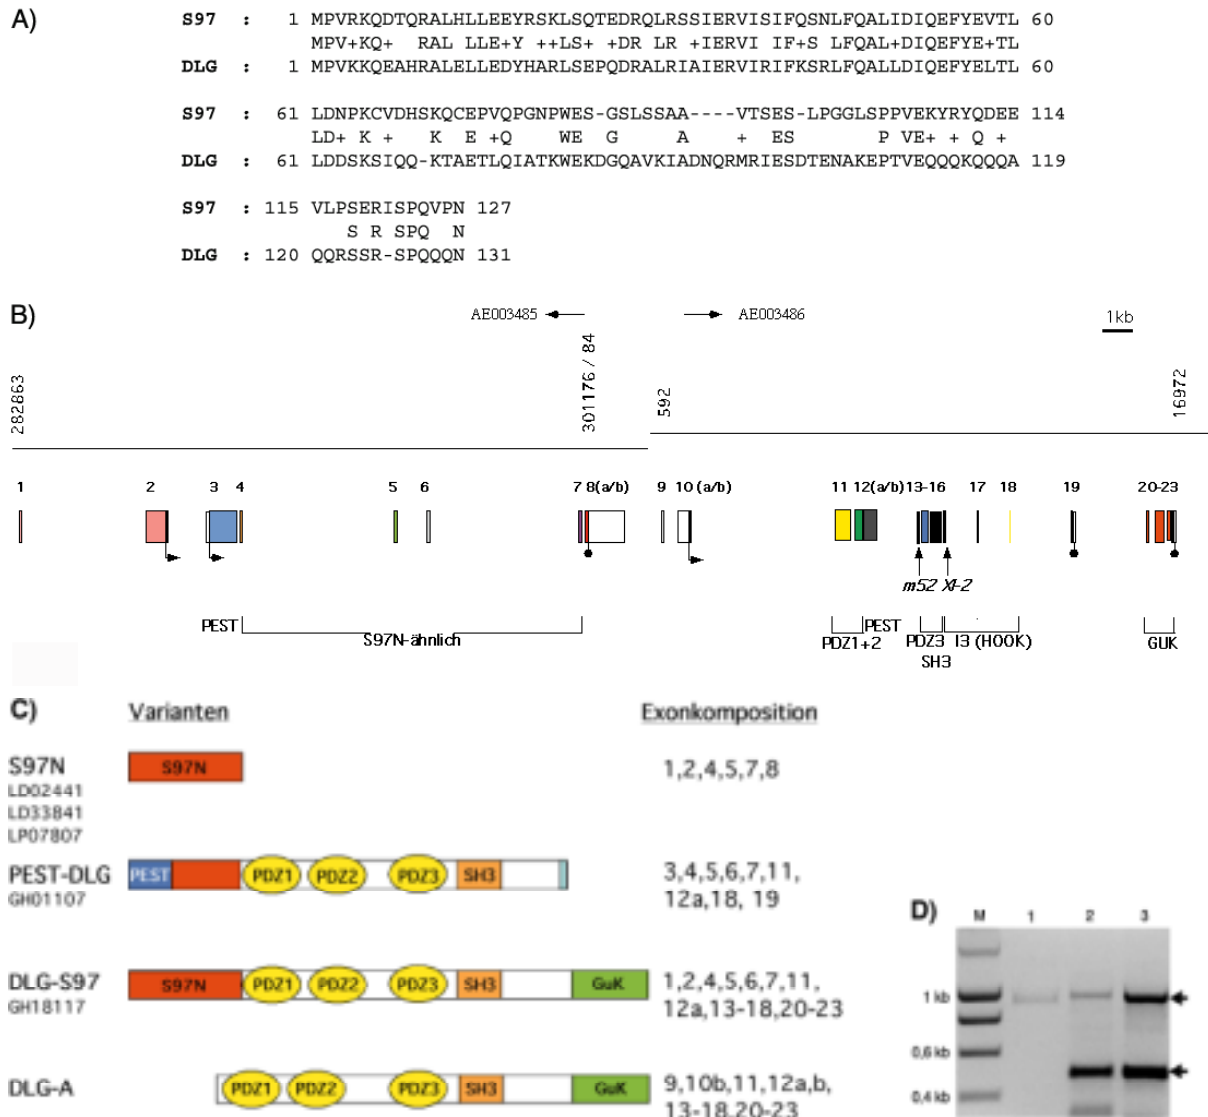 A)
S97 : 1 MPVRKQDTQRALHLLEEYRSKLSQTEDRQLRSSIERVISIFQSNLFQALIDIQEFYEVTL 60
MPV+KQ+ RAL LLE+Y ++LS+ +DR LR +IERVI IF+S LFQAL+DIQEFYE+TL
DLG : 1 MPVKKQEAHRALELLEDYHARLSEPQDRALRIAIERVIRIFKSRLFQALLDIQEFYELTL 60
S97 : 61 LDNPKCVDHSKQCEPVQPGNPWES-GSLSSAA----VTSES-LPGGLSPPVEKYRYQDEE 114
LD+ K + K E +Q WE G A + ES P VE+ + Q +
DLG : 61 LDDSKSIQQ-KTAETLQIATKWEKDGQAVKIADNQRMRIESDTENAKEPTVEQQQKQQQA 119
S97 : 115 VLPSERISPQVPN 127
S R SPQ N
DLG : 120 QQRSSR-SPQQQN 131
B)
AE003485 AE003486 1kb
282863 301176 / 84 592 16972
1 2 3 4 5 6 7 8(a/b) 9 10 (a/b) 11 12(a/b) 13-16 17 18 19 20-23
m52 XI-2
PEST S97N-ähnlich PDZ1+2 PEST PDZ3 SH3 I3 (HOOK) GUK
C) Varianten Exonkomposition
S97N S97N 1,2,4,5,7,8
LD02441
LD33841
LP07807
PEST-DLG PEST PDZ1 PDZ2 PDZ3 SH3 3,4,5,6,7,11,
GH01107 12a,18, 19
DLG-S97 S97N PDZ1 PDZ2 PDZ3 SH3 GuK 1,2,4,5,6,7,11,
GH18117 12a,13-18,20-23
DLG-A PDZ1 PDZ2 PDZ3 SH3 GuK 9,10b,11,12a,b,
13-18,20-23
D) M 1 2 3
1 kb
0,6 kb
0,4 kb